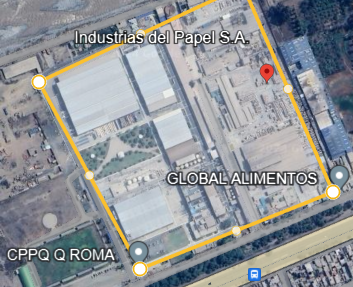 Industrias del Papel S.A.
GLOBAL ALIMENTOS
CPPQ Q ROMA